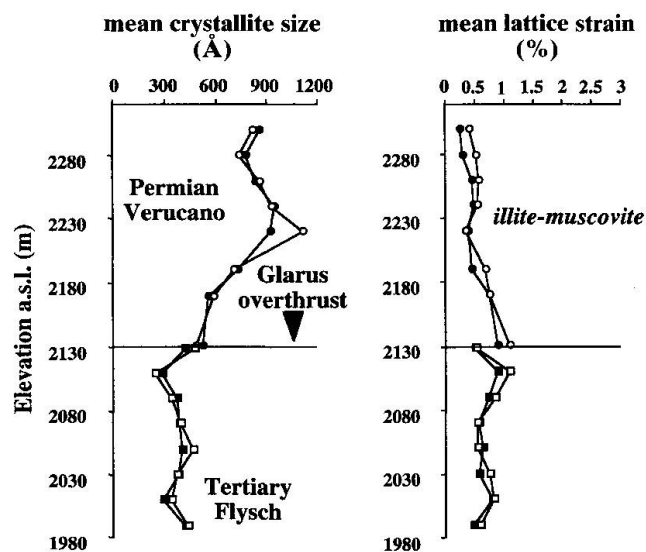 mean crystallite size
(Å)
0 300 600 900 1200
mean lattice strain
(%)
0 0.5 1 1.5 2 2.5 3
Elevation a.s.l. (m)
2280
2230
2180
2130
2080
2030
1980
Permian
Verucano
Glarus
overthrust
Tertiary
Flysch
2280
2230
2170
2130
2080
2030
1980
illite-muscovite